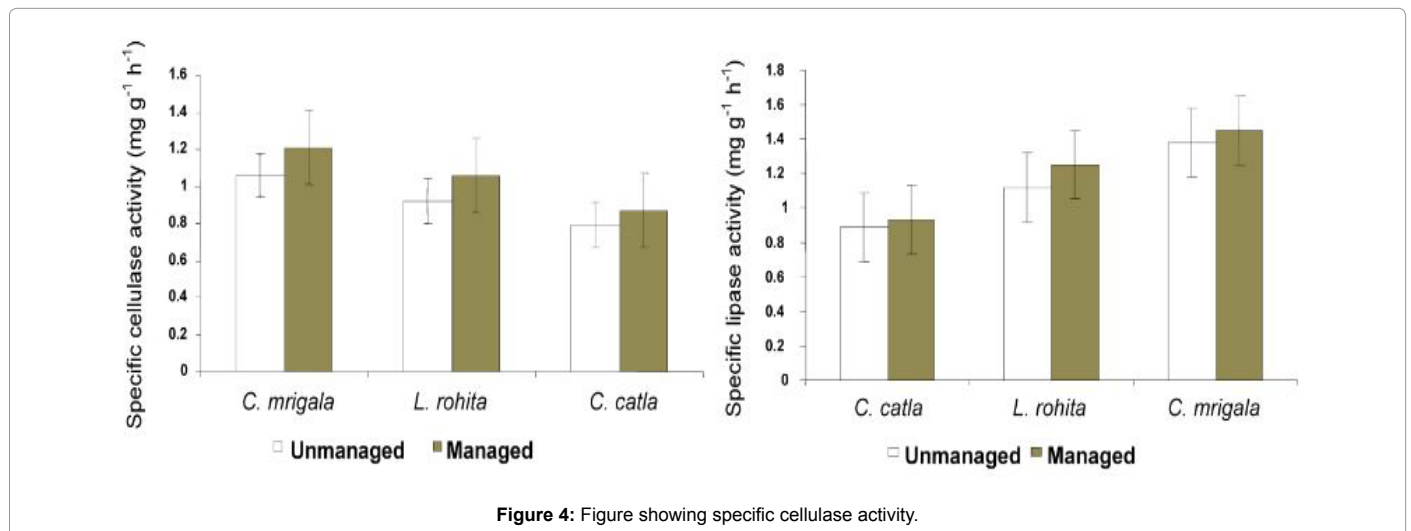 Specific cellulase activity (mg g⁻¹ h⁻¹)
1.6
1.4
1.2
1
0.8
0.6
0.4
0.2
0
C. mrigala L. rohita C. catla
Unmanaged Managed
Specific lipase activity (mg g⁻¹ h⁻¹)
1.8
1.6
1.4
1.2
1
0.8
0.6
0.4
0.2
0
C. catla L. rohita C. mrigala
Unmanaged Managed
Figure 4: Figure showing specific cellulase activity.